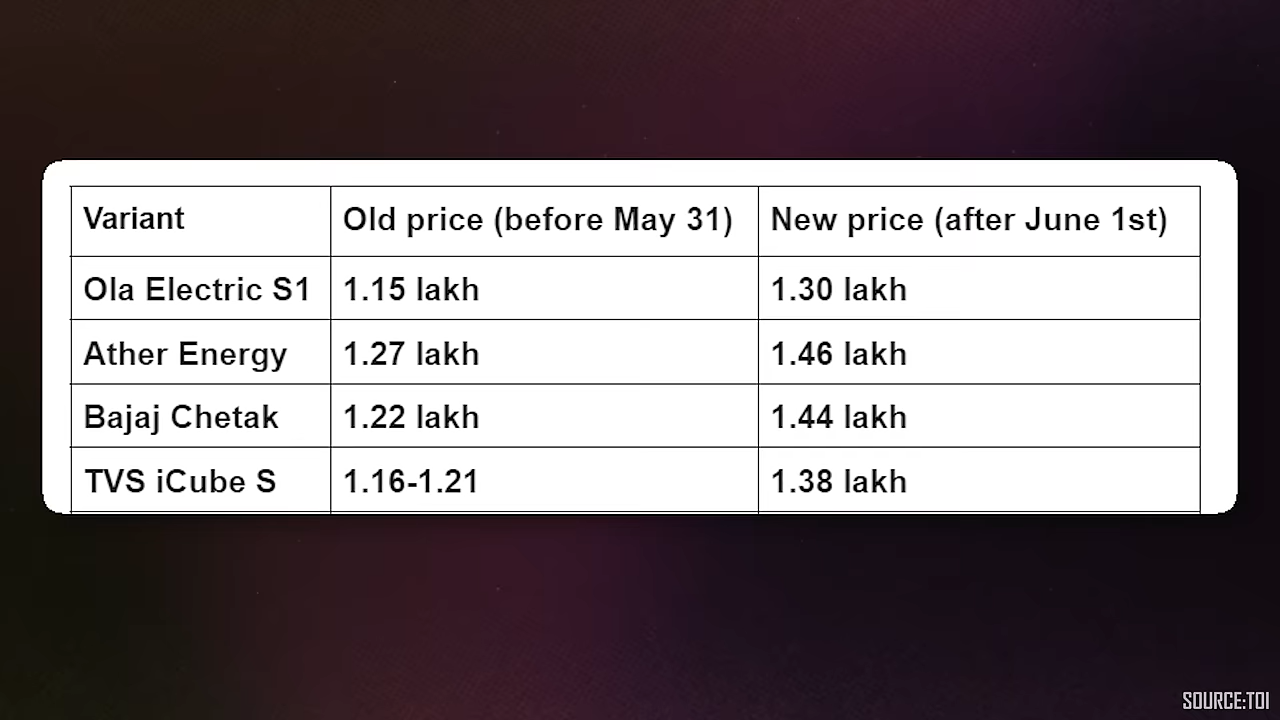 Variant Old price (before May 31) New price (after June 1st)
Ola Electric S1 1.15 lakh 1.30 lakh
Ather Energy 1.27 lakh 1.46 lakh
Bajaj Chetak 1.22 lakh 1.44 lakh
TVS iCube S 1.16-1.21 1.38 lakh
SOURCE:TOI